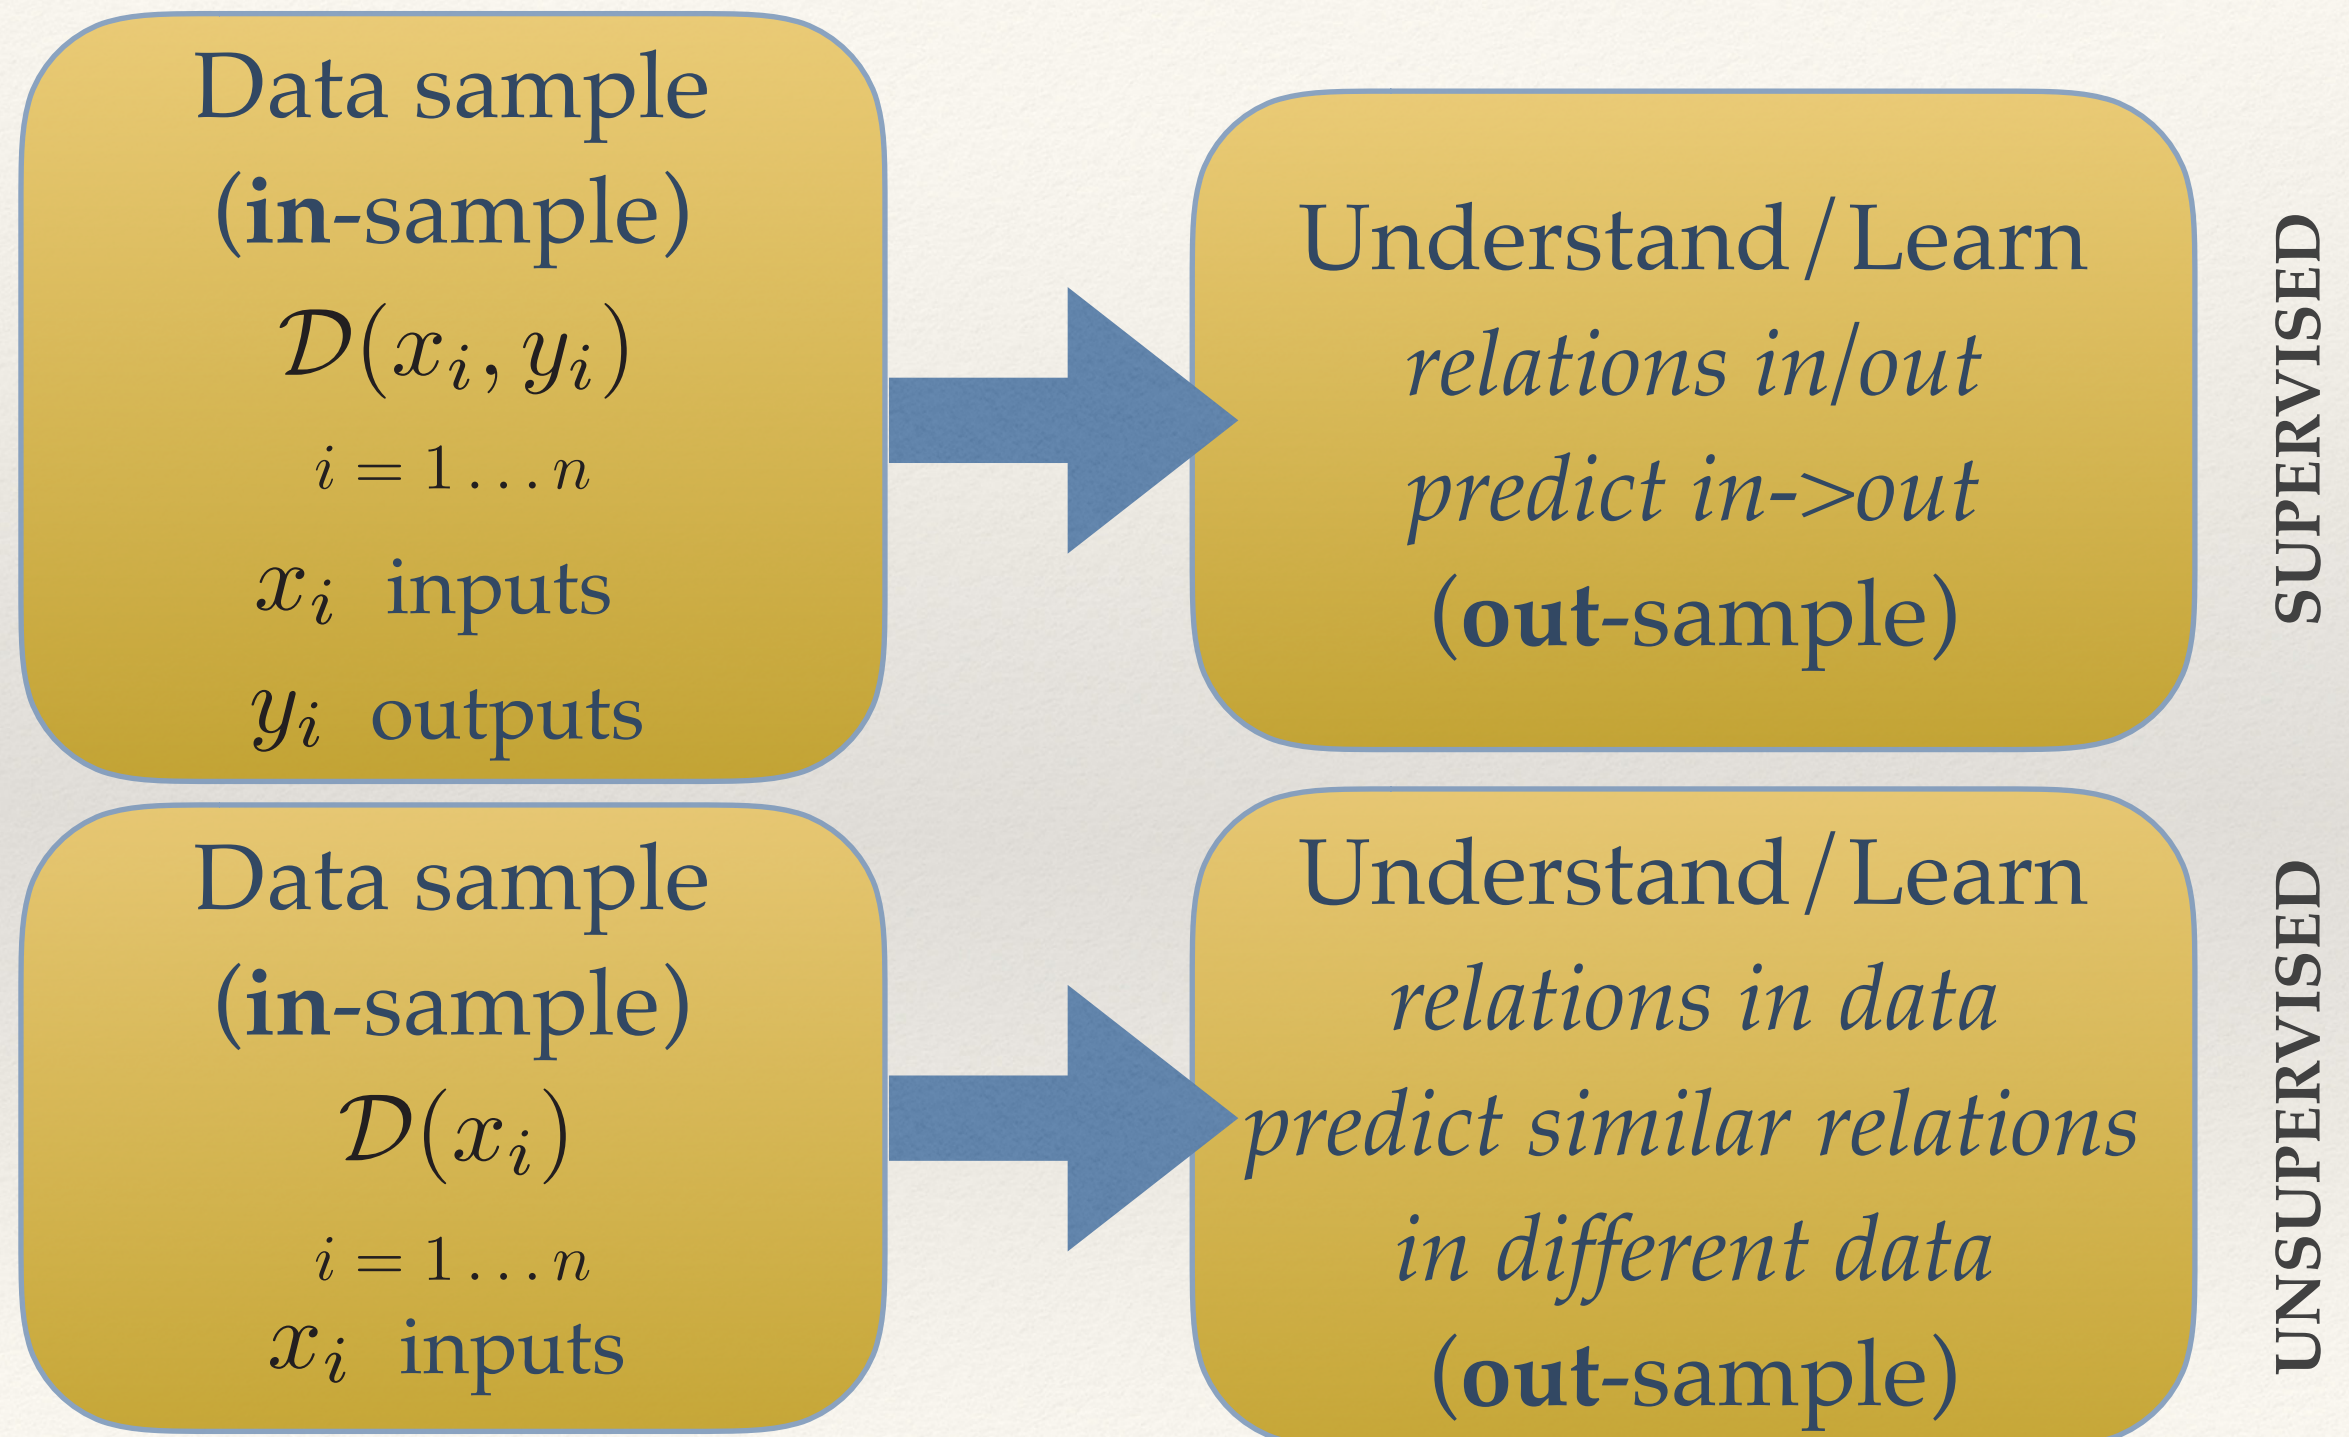 Data sample
(in-sample)
𝒟(xᵢ, yᵢ)
i = 1 … n
xᵢ inputs
yᵢ outputs
Understand/Learn
relations in/out
predict in->out
(out-sample)
SUPERVISED
Data sample
(in-sample)
𝒟(xᵢ)
i = 1 … n
xᵢ inputs
Understand/Learn
relations in data
predict similar relations
in different data
(out-sample)
UNSUPERVISED